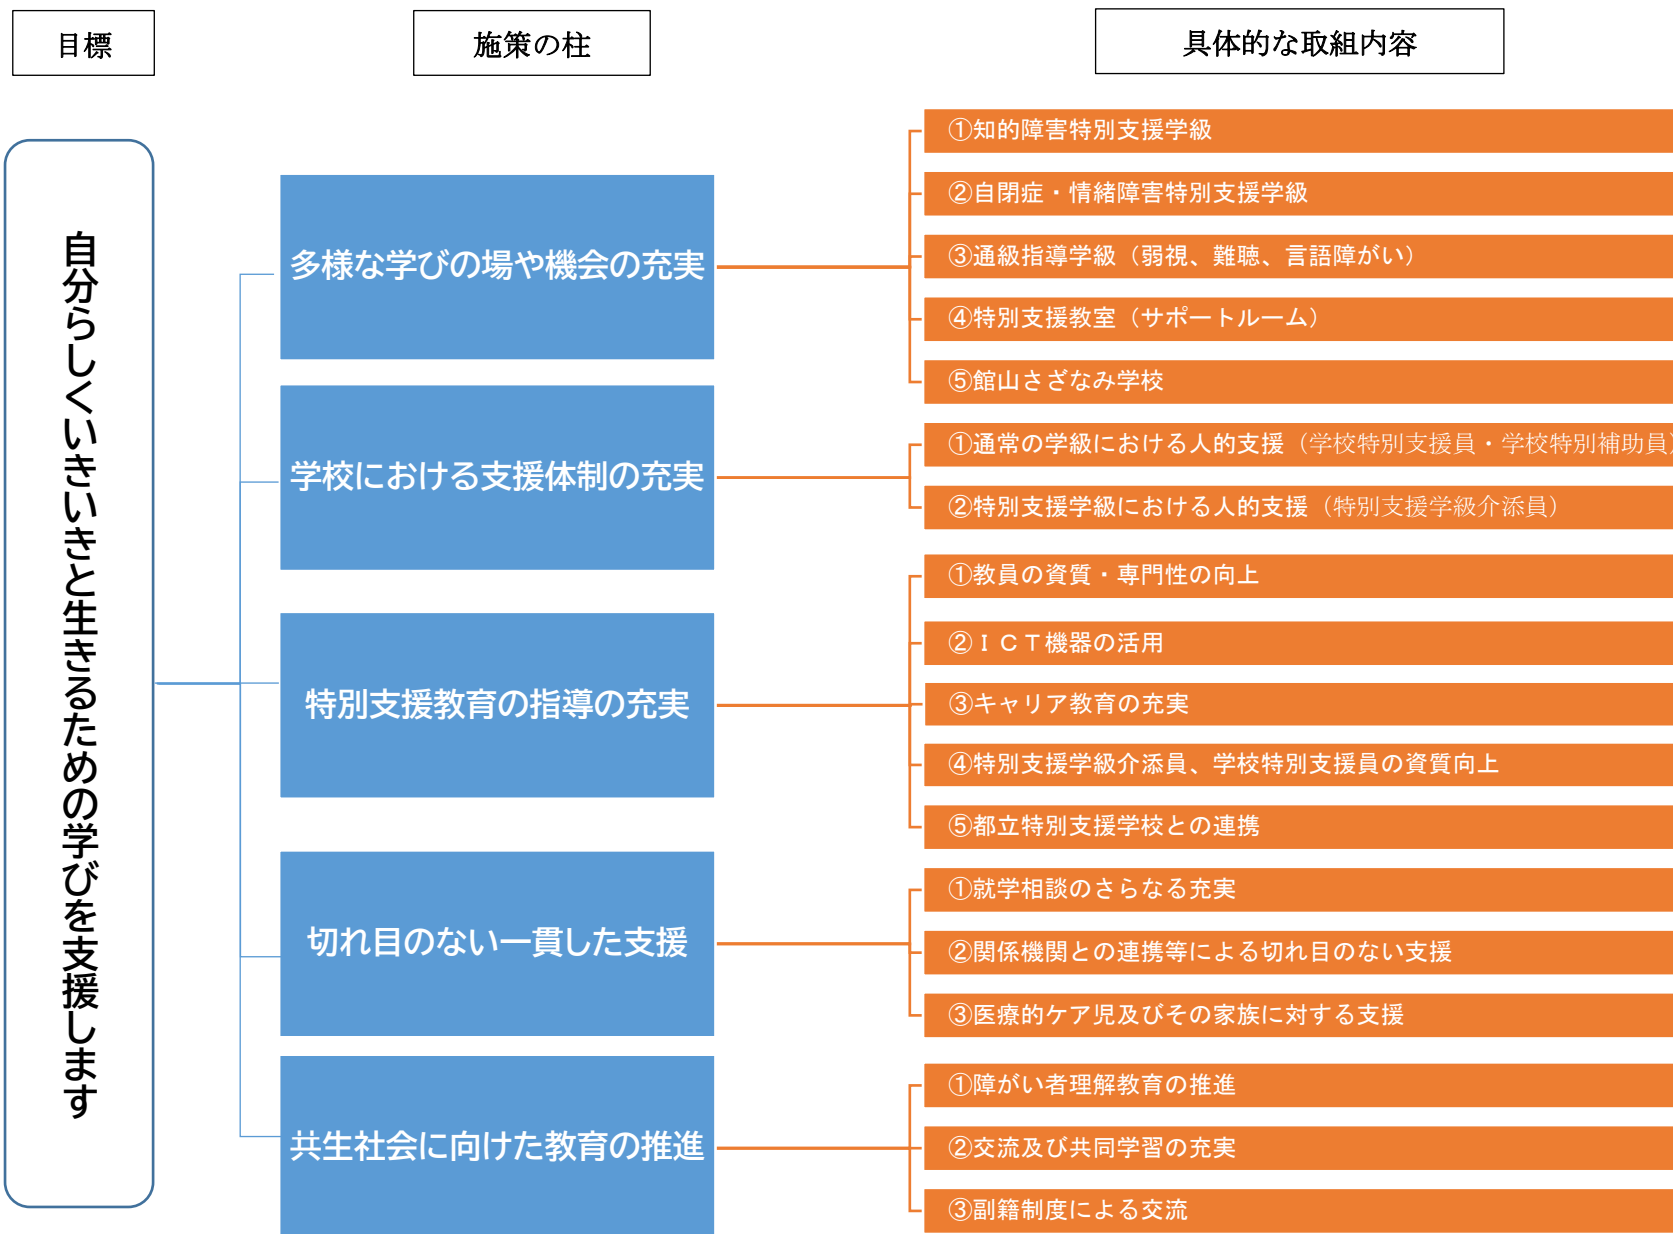 目標
施策の柱
具体的な取組内容
自分らしくいきいきと生きるための学びを支援します
多様な学びの場や機会の充実
①知的障害特別支援学級
②自閉症・情緒障害特別支援学級
③通級指導学級（弱視、難聴、言語障がい）
④特別支援教室（サポートルーム）
⑤館山さざなみ学校
学校における支援体制の充実
①通常の学級における人的支援（学校特別支援員・学校特別補助員）
②特別支援学級における人的支援（特別支援学級介添員）
特別支援教育の指導の充実
①教員の資質・専門性の向上
②ＩＣＴ機器の活用
③キャリア教育の充実
④特別支援学級介添員、学校特別支援員の資質向上
⑤都立特別支援学校との連携
切れ目のない一貫した支援
①就学相談のさらなる充実
②関係機関との連携等による切れ目のない支援
③医療的ケア児及びその家族に対する支援
共生社会に向けた教育の推進
①障がい者理解教育の推進
②交流及び共同学習の充実
③副籍制度による交流